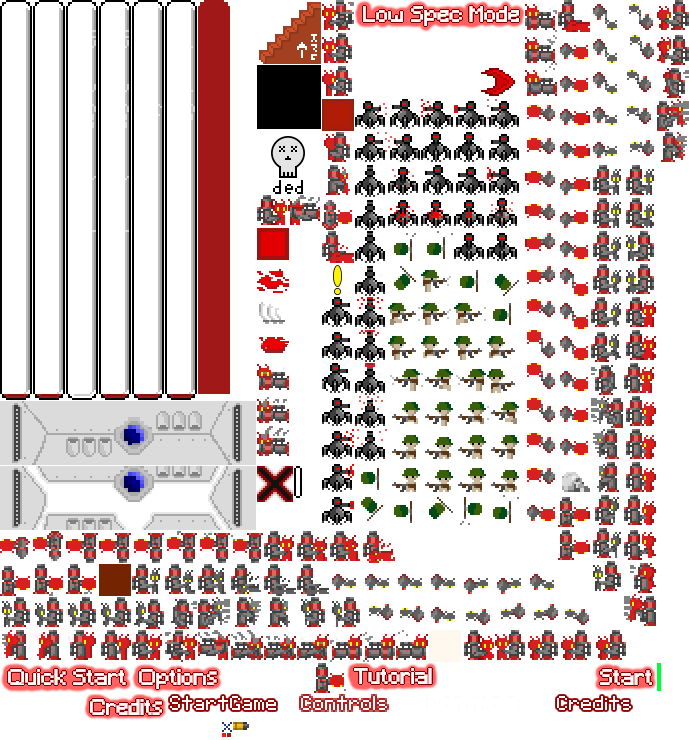 Low Spec Mode
ded
Quick Start Options Tutorial Start
Credits StartGame Controls Credits